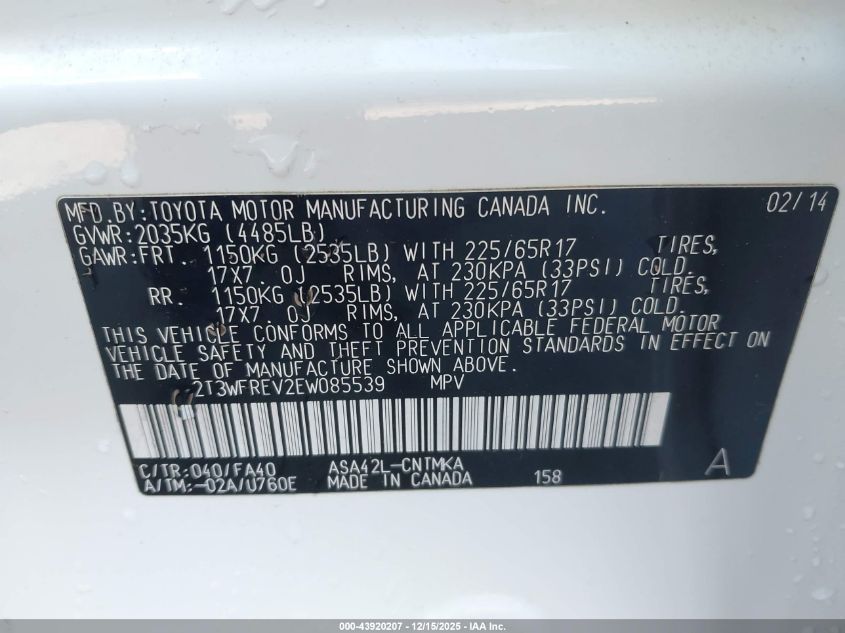 MFD.BY:TOYOTA MOTOR MANUFACTURING CANADA INC. 02/14
GVWR:2035KG (4485LB)
GAWR:FRT. 1150KG (2535LB) WITH 225/65R17 TIRES,
17X7.0J RIMS, AT 230KPA (33PSI) COLD.
RR. 1150KG (2535LB) WITH 225/65R17 TIRES,
17X7.0J RIMS, AT 230KPA (33PSI) COLD.
THIS VEHICLE CONFORMS TO ALL APPLICABLE FEDERAL MOTOR
VEHICLE SAFETY AND THEFT PREVENTION STANDARDS IN EFFECT ON
THE DATE OF MANUFACTURE SHOWN ABOVE.
2T3WFREV2EW085539 MPV
C/TR:040/FA40 ASA42L-CNTMKA A
A/TM:-02A/U760E MADE IN CANADA 158
000-43920207 - 12/15/2025 - IAA Inc.